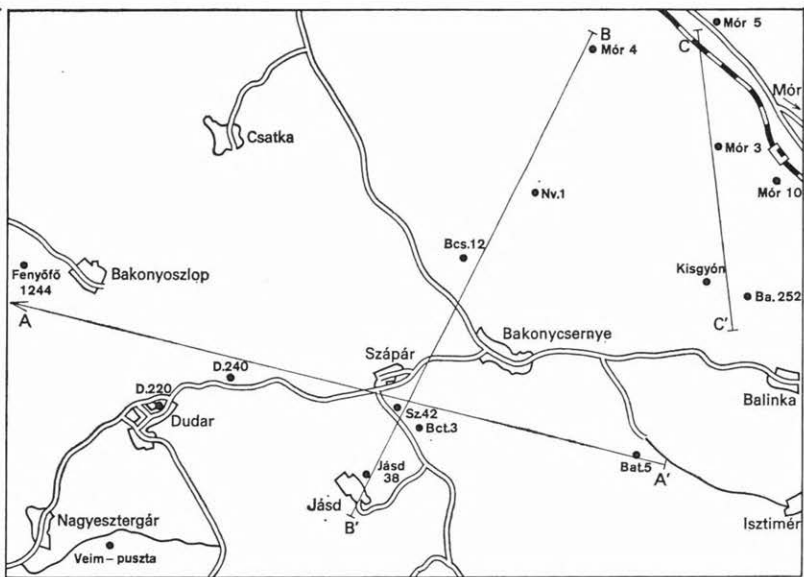 B
Mór 4
C
Mór 5
Mór
Csatka
Mór 3
Mór 10
Nv.1
Bcs.12
Fenyőfő
1244
Bakonyoszlop
Kisgyón
Ba.252
A
C'
Szápár
Bakonycsernye
D.240
D.220
Dudar
Sz.42
Bct.3
Balinka
Jásd
38
Jásd
B'
Bat.5
A'
Isztimér
Nagyesztergár
Veim-puszta